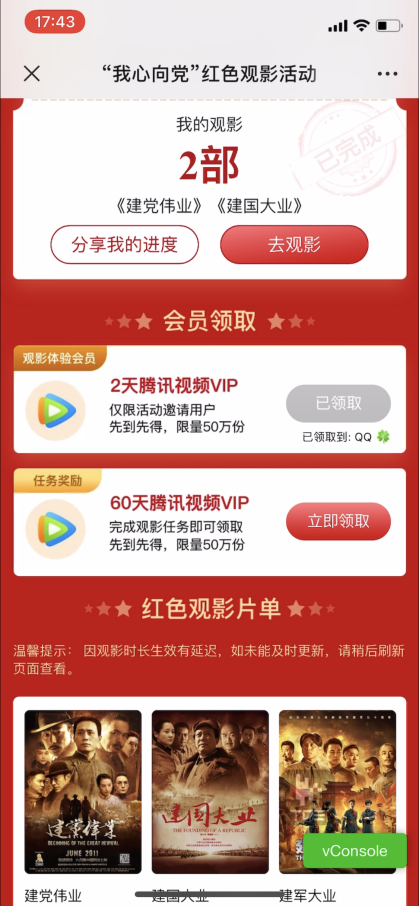 17:43
“我心向党”红色观影活动
我的观影
2部
已完成
《建党伟业》《建国大业》
分享我的进度
去观影
会员领取
观影体验会员
2天腾讯视频VIP
仅限活动邀请用户
先到先得，限量50万份
已领取
已领取到: QQ
任务奖励
60天腾讯视频VIP
完成观影任务即可领取
先到先得，限量50万份
立即领取
红色观影片单
温馨提示： 因观影时长生效有延迟，如未能及时更新，请稍后刷新
页面查看。
建黨偉業
BEGINNING OF THE GREAT REVIVAL
JUNE 2011
建国大业
THE FOUNDING OF A REPUBLIC
vConsole
建党伟业
建国大业
建军大业